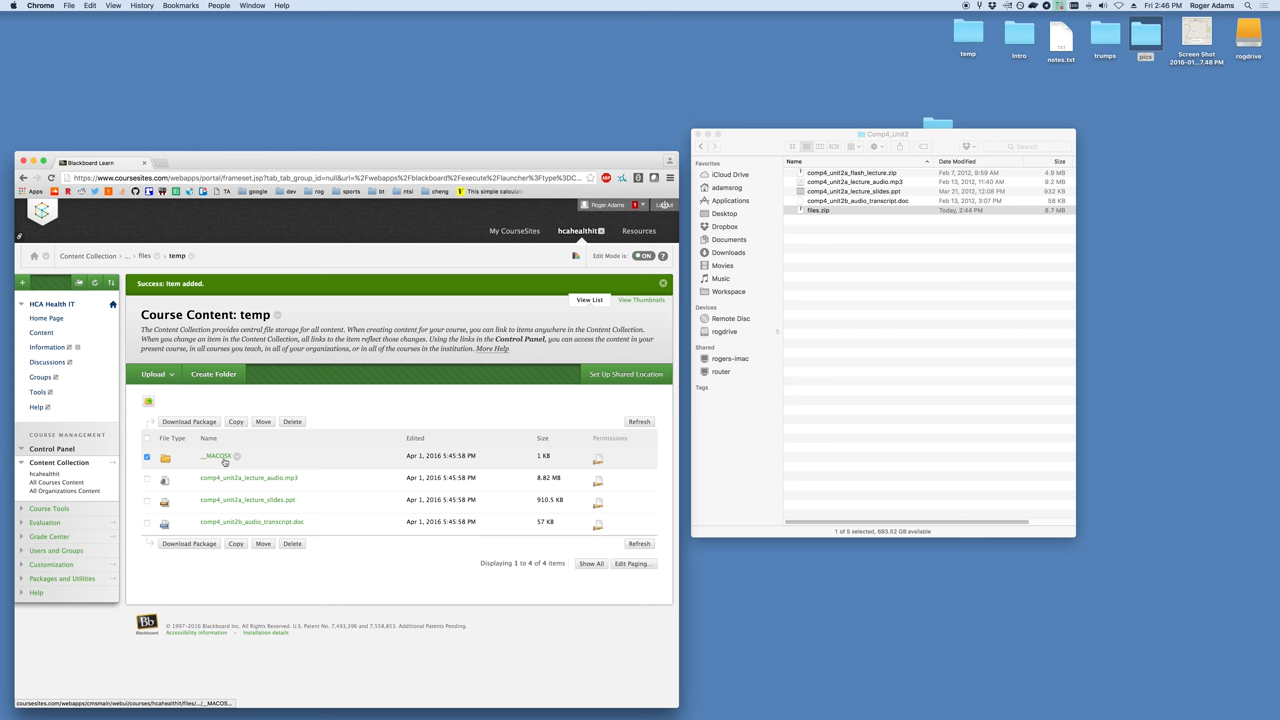 Chrome File Edit View History Bookmarks People Window Help
Fri 2:46 PM Roger Adams
temp
intro
TXT
notes.txt
trumps
pics
Screen Shot
2016-01...7.48 PM
rogdrive
Blackboard Learn
https://www.coursesites.com/webapps/portal/frameset.jsp?tab_tab_group_id=null&url=%2Fwebapps%2Fblackboard%2Fexecute%2Flauncher%3Ftype%3DC...
Apps TA google dev rog bt ntsi cheng This simple calcula
Roger Adams 1
My CourseSites hcahealthit Resources
Content Collection ... files temp
Edit Mode is: ON ?
HCA Health IT
Home Page
Content
Information
Discussions
Groups
Tools
Help
COURSE MANAGEMENT
Control Panel
Content Collection
hcahealthit
All Courses Content
All Organizations Content
Course Tools
Evaluation
Grade Center
Users and Groups
Customization
Packages and Utilities
Help
Success: Item added.
View List View Thumbnails
Course Content: temp
The Content Collection provides central file storage for all content. When creating content for your course, you can link to items anywhere in the Content Collection.
When you change an item in the Content Collection, all links to the item reflect those changes. Using the links in the Control Panel, you can access the content in your
present course, in all courses you teach, in all of your organizations, or in all of the courses in the institution. More Help
Upload Create Folder Set Up Shared Location
Download Package Copy Move Delete Refresh
File Type Name Edited Size Permissions
__MACOSX Apr 1, 2016 5:45:58 PM 1 KB
comp4_unit2a_lecture_audio.mp3 Apr 1, 2016 5:45:58 PM 8.82 MB
comp4_unit2a_lecture_slides.ppt Apr 1, 2016 5:45:58 PM 910.5 KB
comp4_unit2b_audio_transcript.doc Apr 1, 2016 5:45:58 PM 57 KB
Download Package Copy Move Delete Refresh
Displaying 1 to 4 of 4 items Show All Edit Paging...
Bb
Blackboard
© 1997-2016 Blackboard Inc. All Rights Reserved. U.S. Patent No. 7,493,396 and 7,558,853. Additional Patents Pending.
Accessibility information • Installation details
coursesites.com/webapps/cmsmain/webui/courses/hcahealthit/files/.../__MACOS...
Comp4_Unit2
Search
Favorites
iCloud Drive
adamsrog
Applications
Desktop
Dropbox
Documents
Downloads
Movies
Music
Workspace
Devices
Remote Disc
rogdrive
Shared
rogers-imac
router
Tags
Name Date Modified Size
comp4_unit2a_flash_lecture.zip Feb 7, 2012, 9:59 AM 4.9 MB
comp4_unit2a_lecture_audio.mp3 Feb 13, 2012, 11:40 AM 9.2 MB
comp4_unit2a_lecture_slides.ppt Mar 21, 2012, 12:08 PM 932 KB
comp4_unit2b_audio_transcript.doc Feb 13, 2012, 3:07 PM 58 KB
files.zip Today, 2:44 PM 8.7 MB
1 of 5 selected, 693.52 GB available